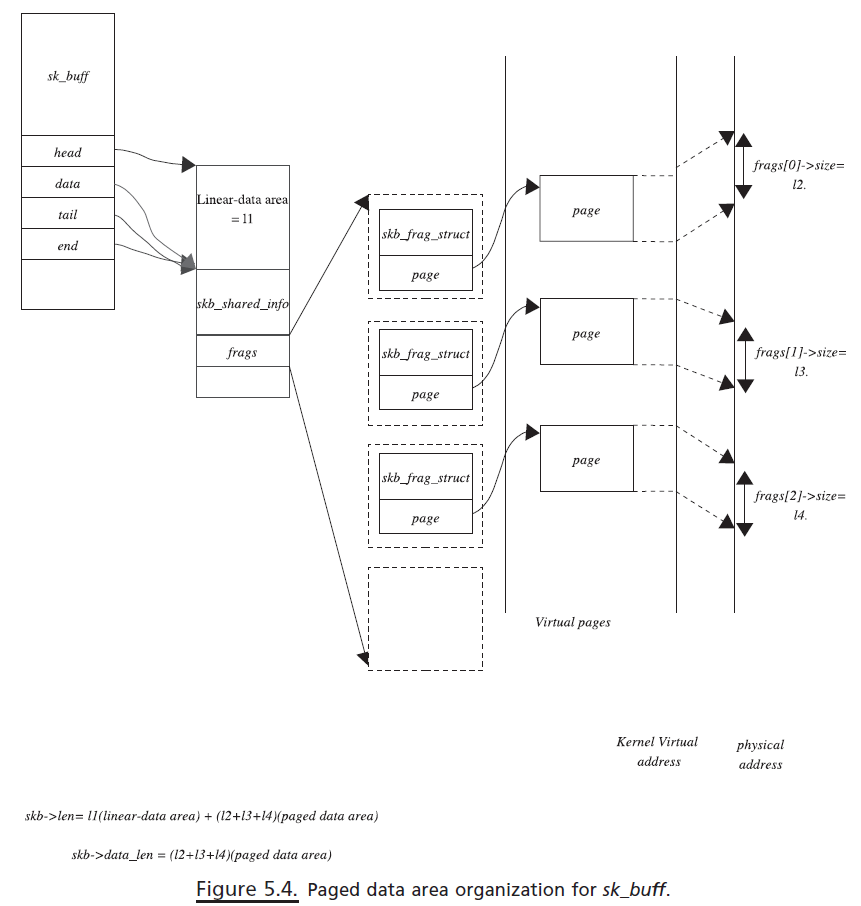 sk_buff
head
data
tail
end
Linear-data area
= l1
skb_shared_info
frags
skb_frag_struct
page
skb_frag_struct
page
skb_frag_struct
page
page
page
page
frags[0]->size=
l2.
frags[1]->size=
l3.
frags[2]->size=
l4.
Virtual pages
Kernel Virtual
address
physical
address
skb->len= l1(linear-data area) + (l2+l3+l4)(paged data area)
skb->data_len = (l2+l3+l4)(paged data area)
Figure 5.4. Paged data area organization for sk_buff.